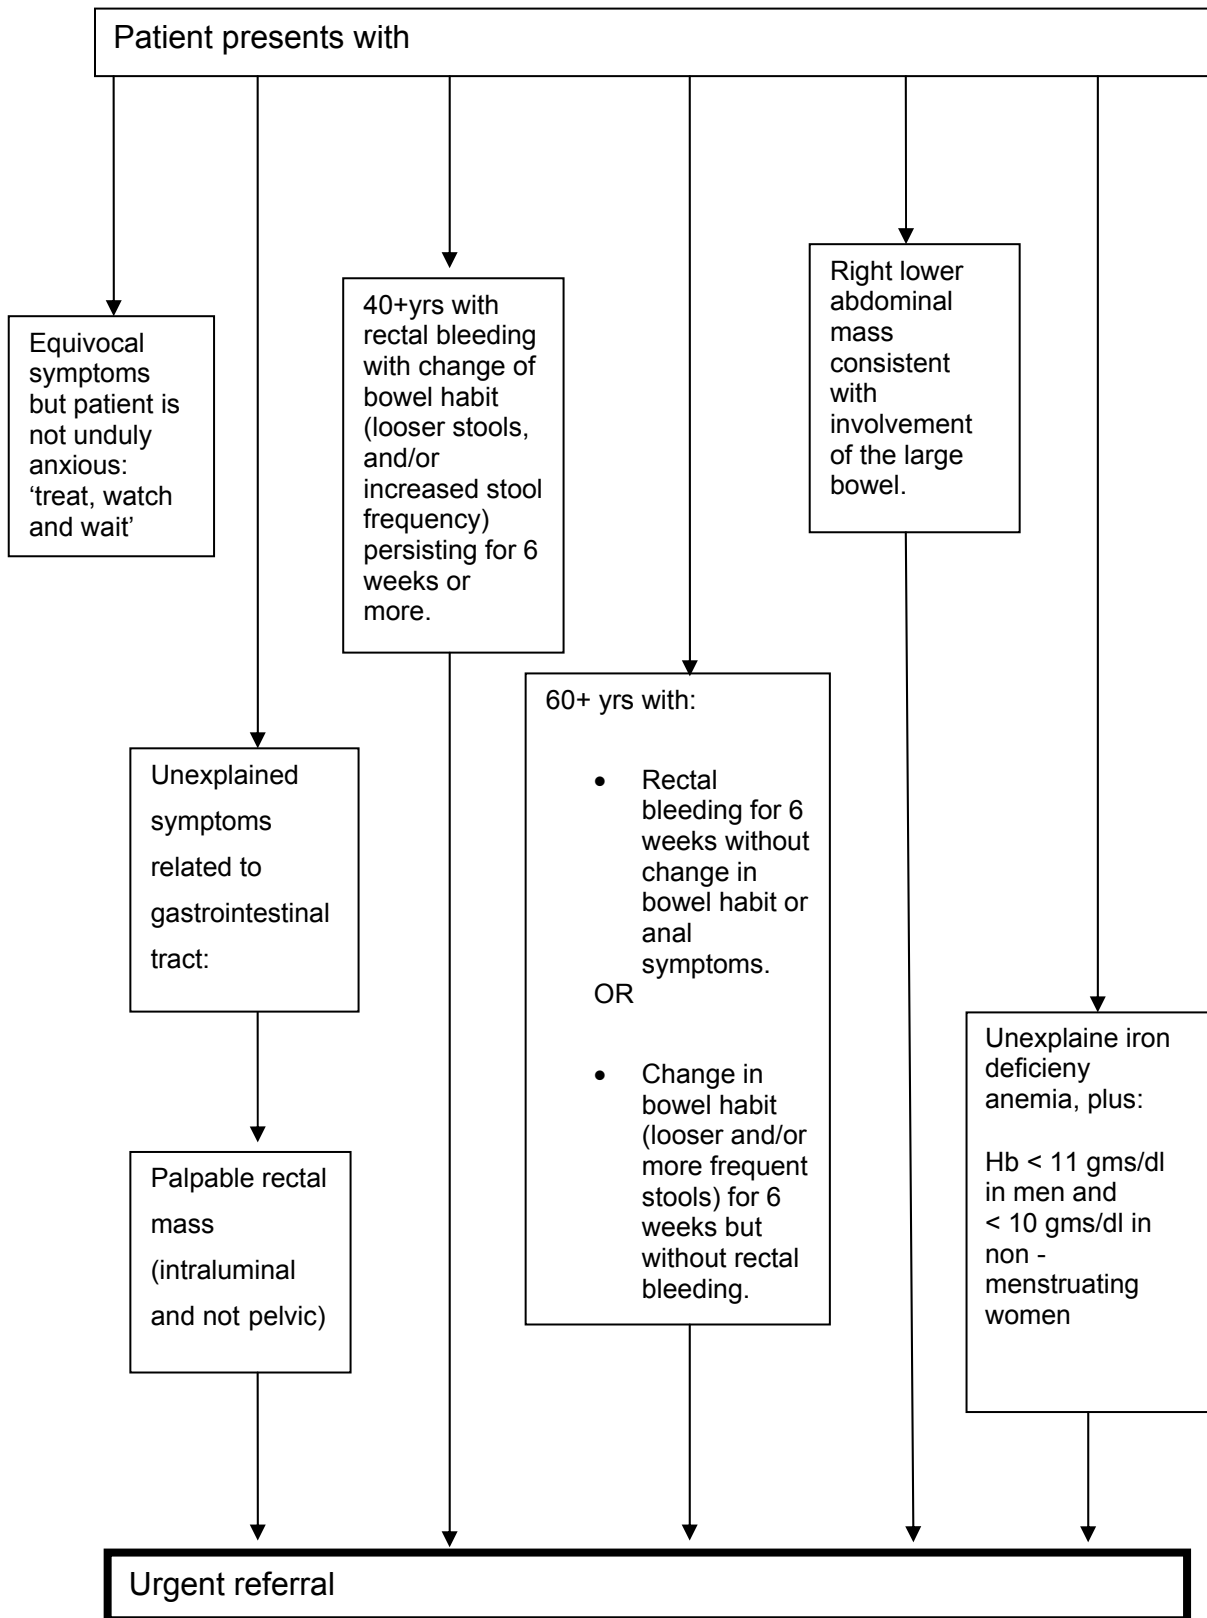 Patient presents with
Equivocal
symptoms
but patient is
not unduly
anxious:
‘treat, watch
and wait’
Unexplained
symptoms
related to
gastrointestinal
tract:
Palpable rectal
mass
(intraluminal
and not pelvic)
40+yrs with
rectal bleeding
with change of
bowel habit
(looser stools,
and/or
increased stool
frequency)
persisting for 6
weeks or
more.
60+ yrs with:
• Rectal
bleeding for 6
weeks without
change in
bowel habit or
anal
symptoms.
OR
• Change in
bowel habit
(looser and/or
more frequent
stools) for 6
weeks but
without rectal
bleeding.
Right lower
abdominal
mass
consistent
with
involvement
of the large
bowel.
Unexplaine iron
deficieny
anemia, plus:
Hb < 11 gms/dl
in men and
< 10 gms/dl in
non -
menstruating
women
Urgent referral